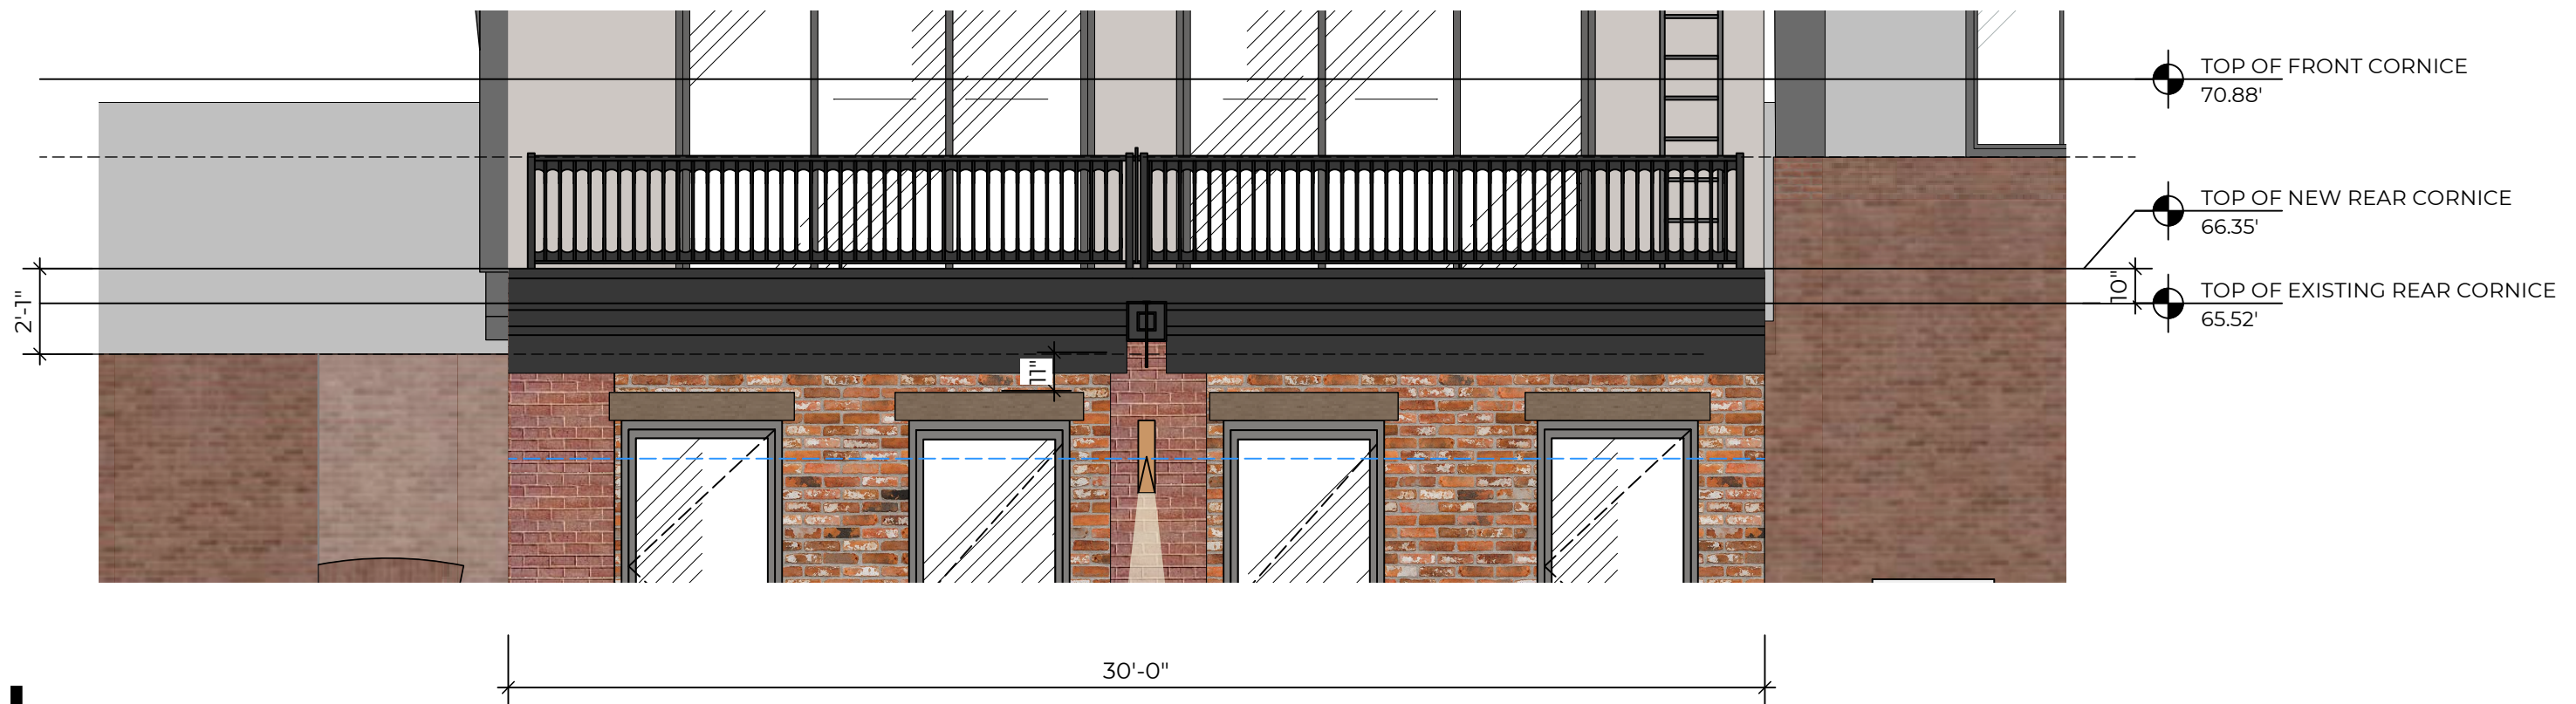 TOP OF FRONT CORNICE
70.88'
TOP OF NEW REAR CORNICE
66.35'
10"
TOP OF EXISTING REAR CORNICE
65.52'
2'-1"
11"
30'-0"